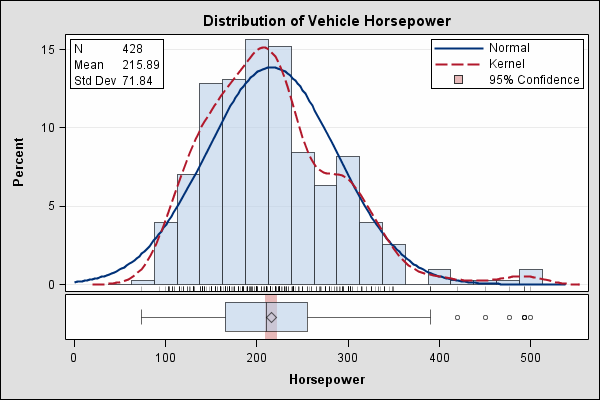 Distribution of Vehicle Horsepower
N 428
Mean 215.89
Std Dev 71.84
Normal
Kernel
95% Confidence
Percent
15
10
5
0
0 100 200 300 400 500
Horsepower